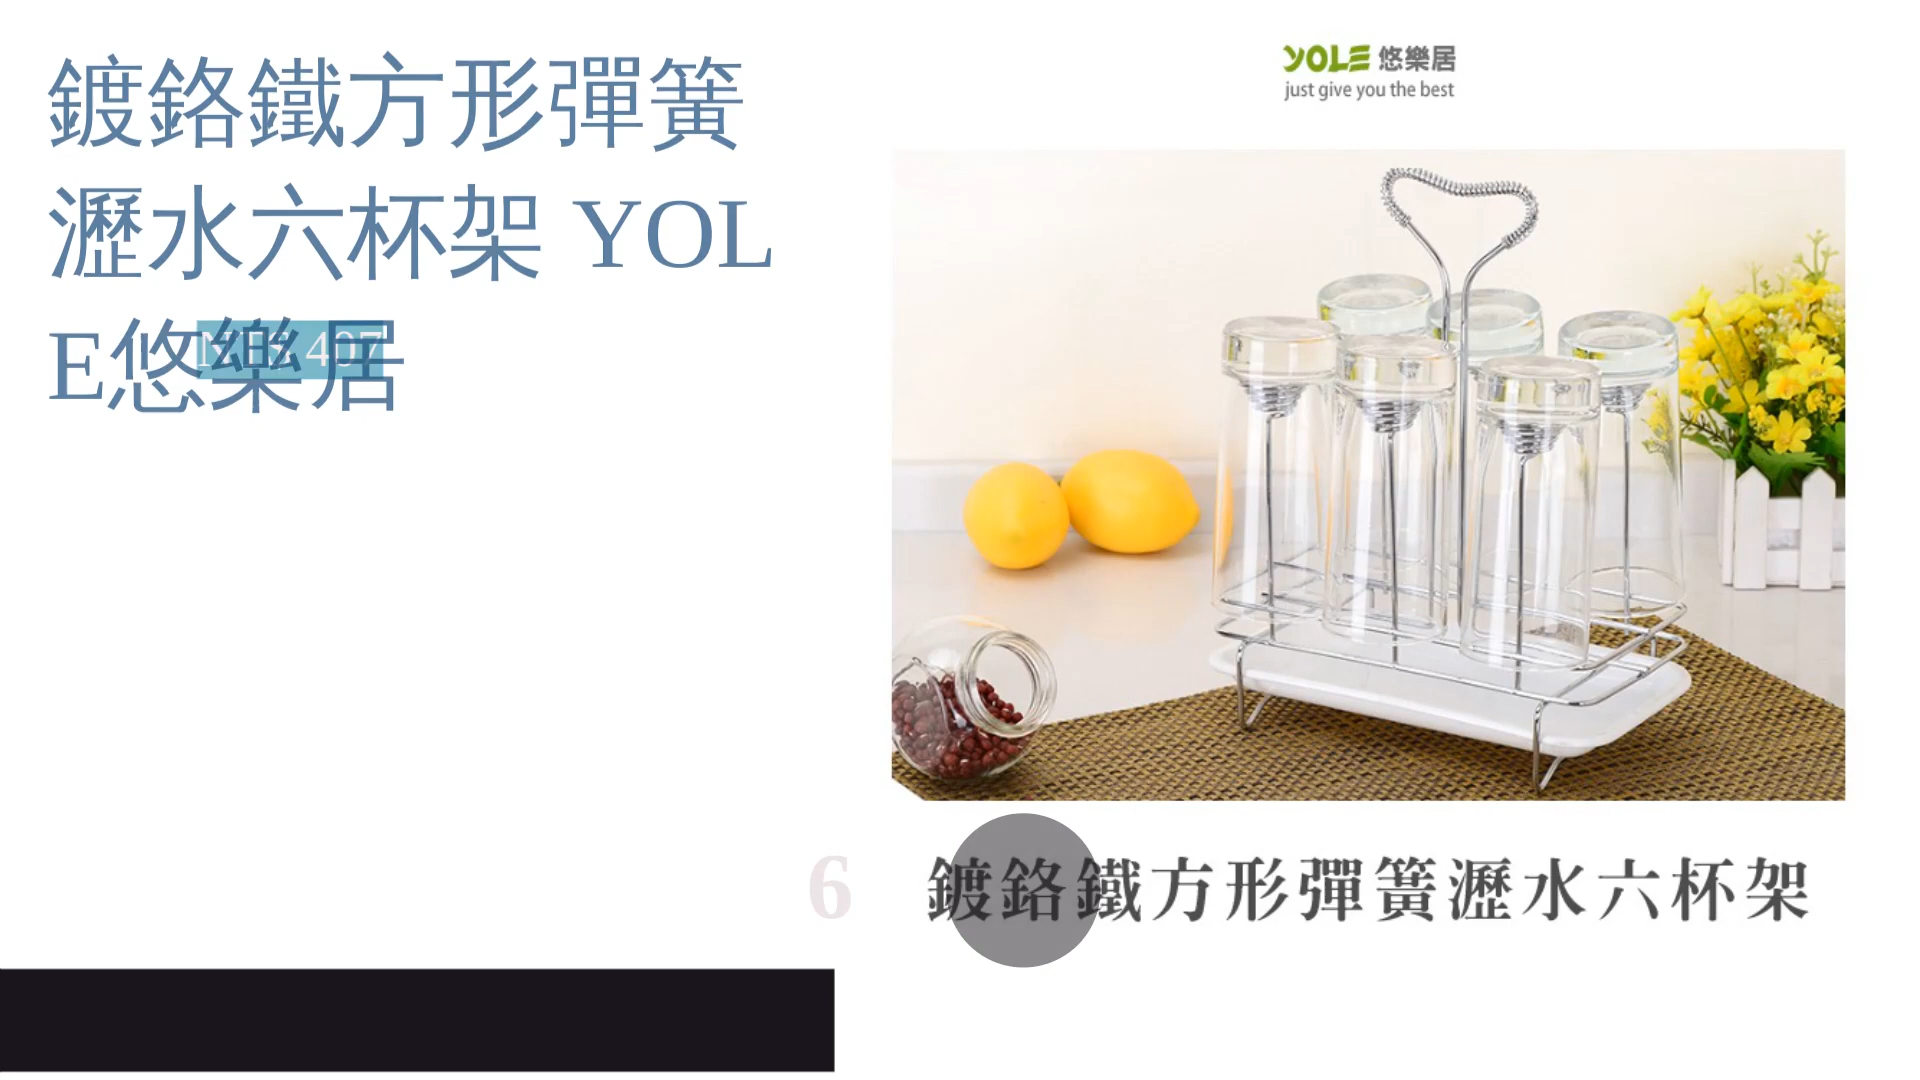 鍍鉻鐵方形彈簧
瀝水六杯架 YOL
E悠樂居
NT$ 407
YOLE 悠樂居
just give you the best
6
鍍鉻鐵方形彈簧瀝水六杯架